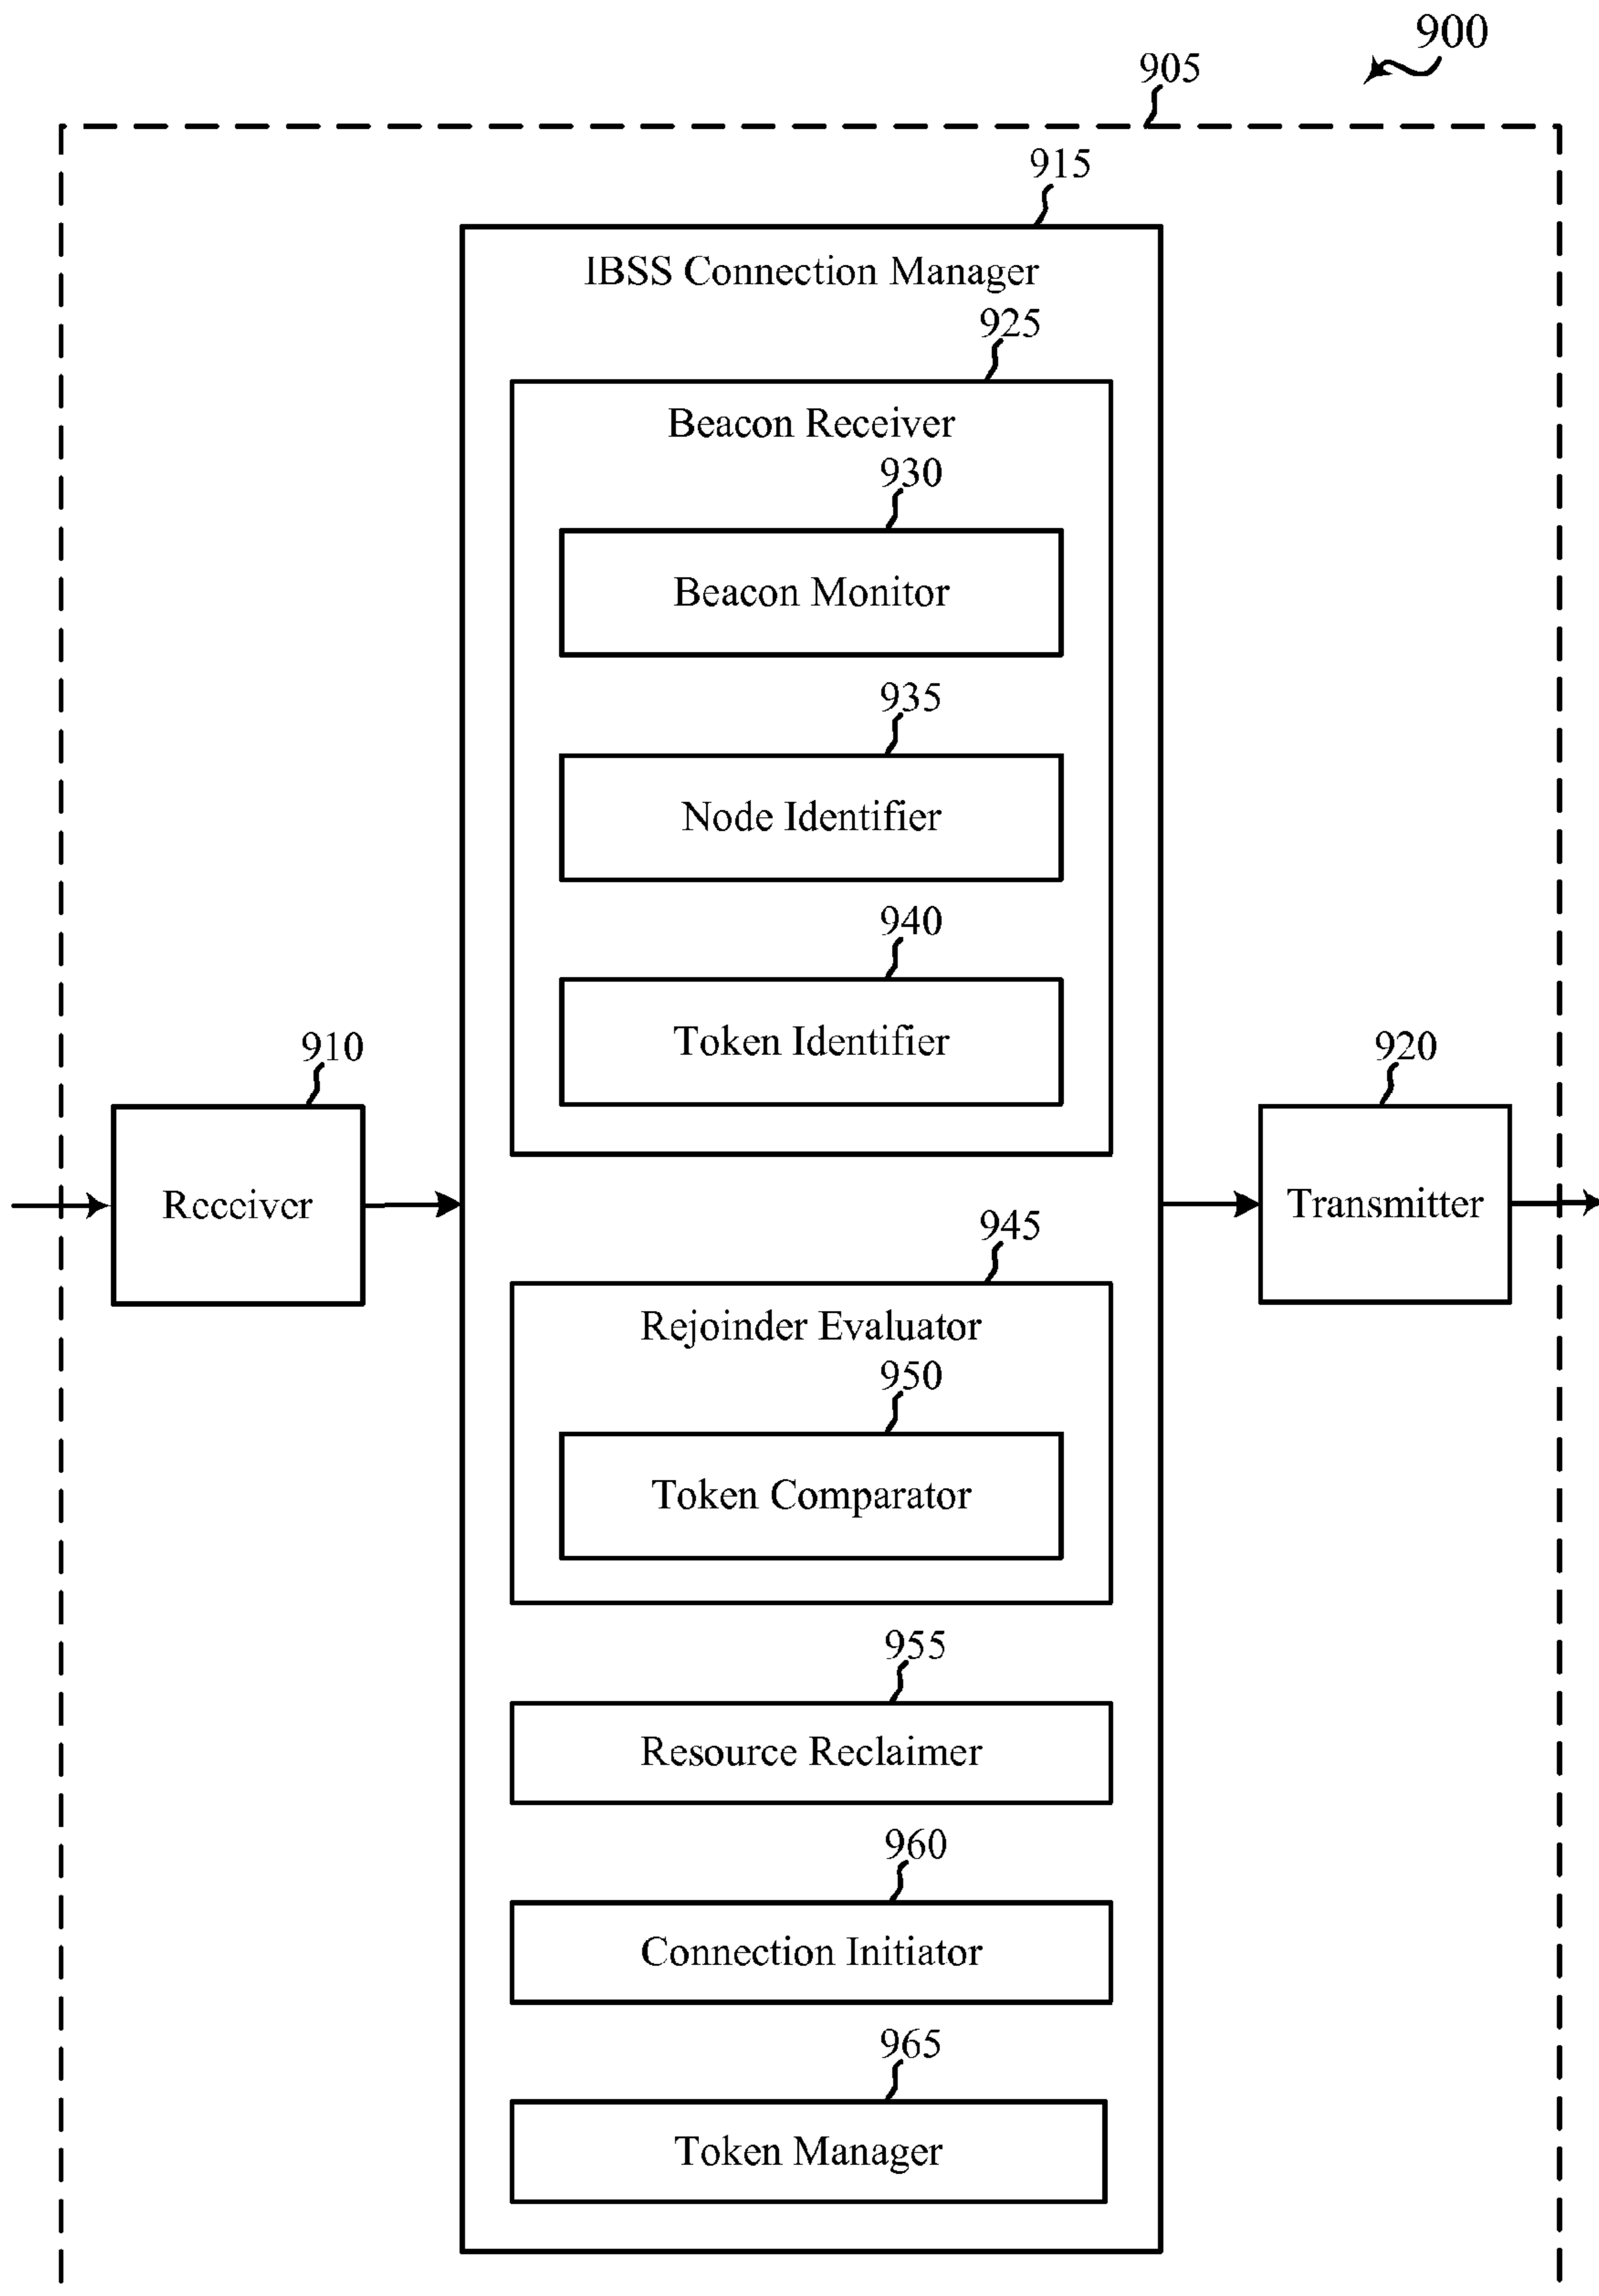 900
905
915
IBSS Connection Manager
925
Beacon Receiver
930
Beacon Monitor
935
Node Identifier
940
Token Identifier
910
Receiver
920
Transmitter
945
Rejoinder Evaluator
950
Token Comparator
955
Resource Reclaimer
960
Connection Initiator
965
Token Manager